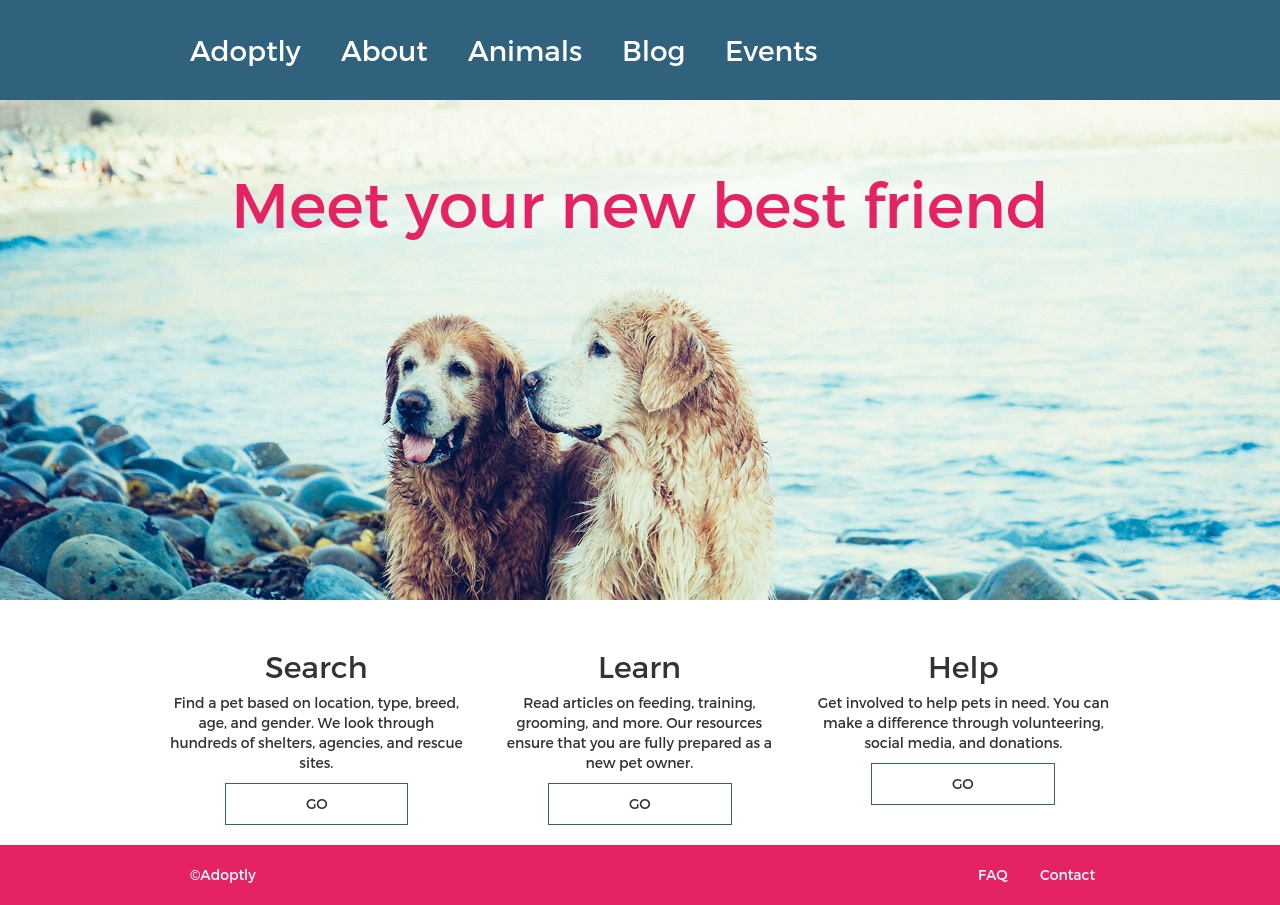 Adoptly About Animals Blog Events
Meet your new best friend
Search
Find a pet based on location, type, breed,
age, and gender. We look through
hundreds of shelters, agencies, and rescue
sites.
GO
Learn
Read articles on feeding, training,
grooming, and more. Our resources
ensure that you are fully prepared as a
new pet owner.
GO
Help
Get involved to help pets in need. You can
make a difference through volunteering,
social media, and donations.
GO
©Adoptly FAQ Contact